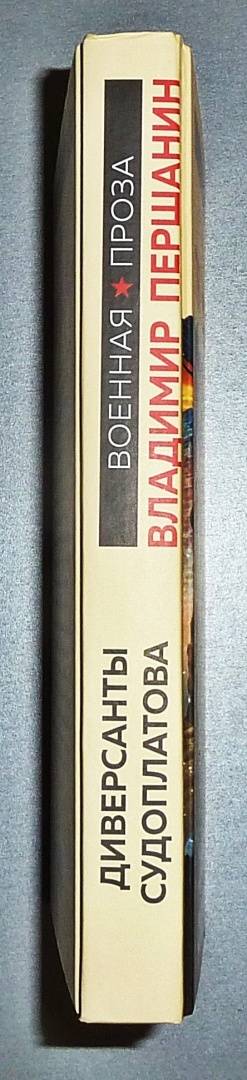 ДИВЕРСАНТЫ
СУДОПЛАТОВА
ВОЕННАЯ ★ ПРОЗА
ВЛАДИМИР ПЕРШАНИН